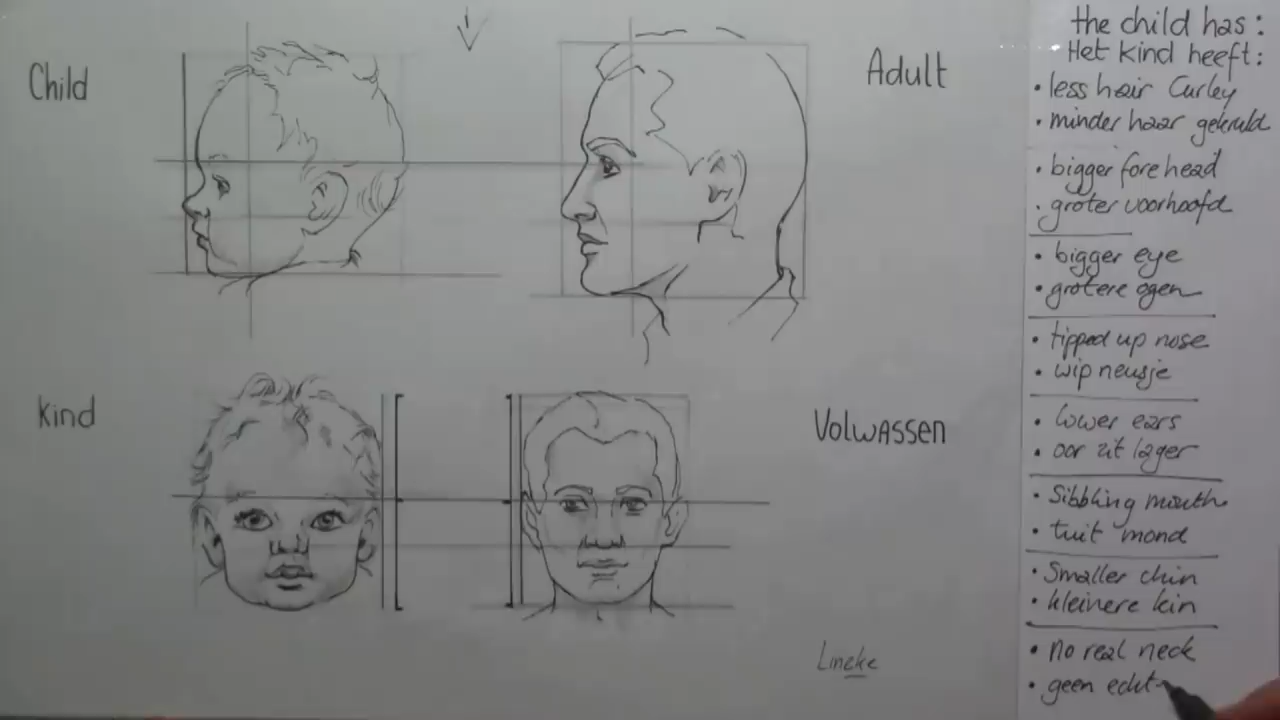 Child
Adult
kind
Volwassen
Lineke
the child has:
Het kind heeft:
• less hair Curley
• minder haar gekruld
• bigger fore head
• groter voorhoofd
• bigger eye
• grotere ogen
• tipped up nose
• wip neusje
• lower ears
• oor zit lager
• Sibbling mouth
• tuit mond
• Smaller chin
• kleinere kin
• no real neck
• geen echt